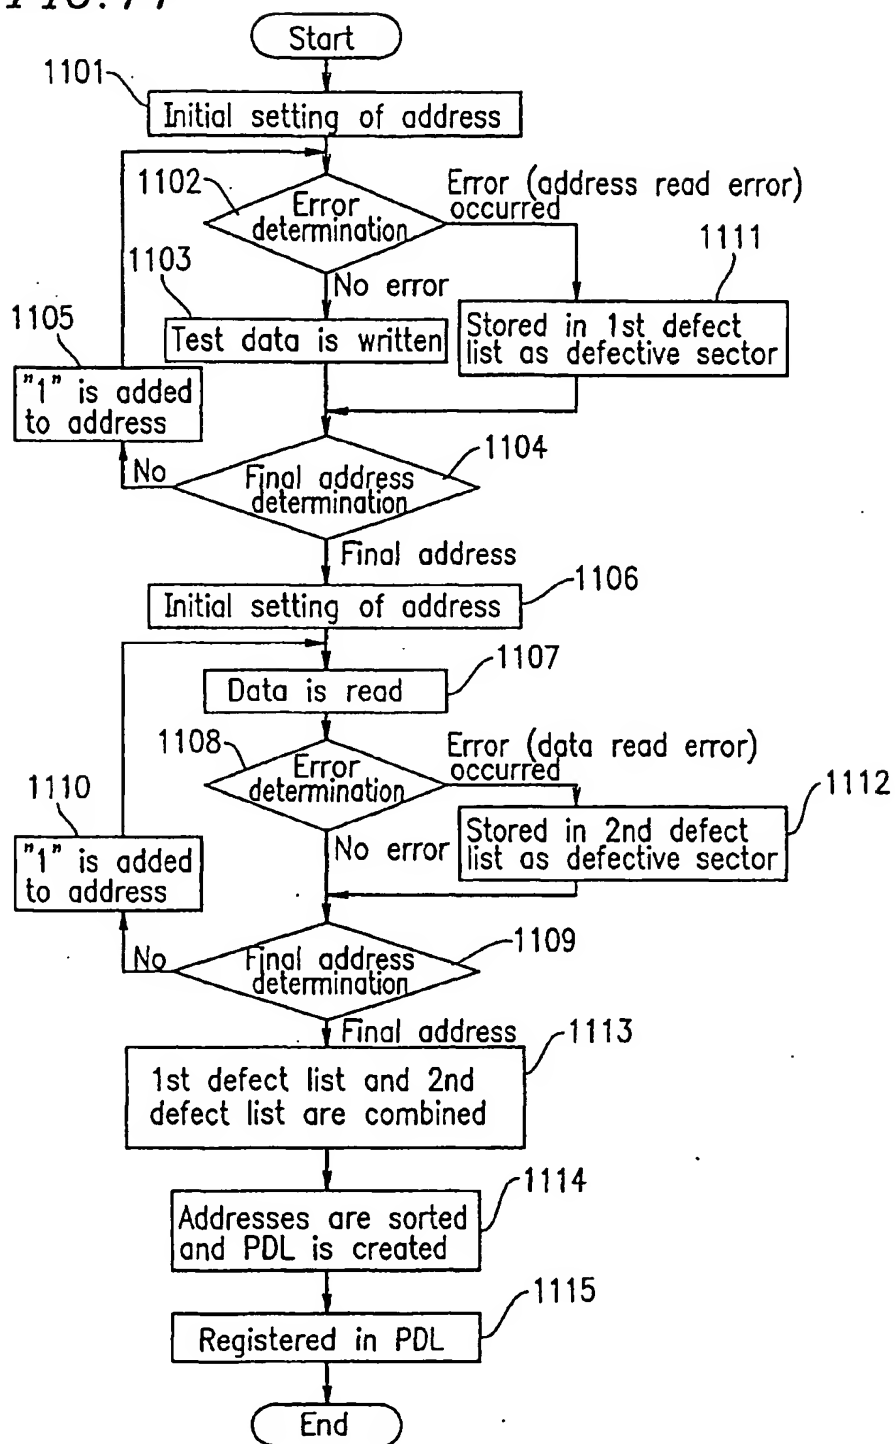 Start
1101
Initial setting of address
1102
Error
determination
Error (address read error)
occurred
1111
1103
No error
1105
Test data is written
Stored in 1st defect
list as defective sector
"1" is added
to address
1104
No
Final address
determination
Final address
1106
Initial setting of address
1107
Data is read
1108
Error
determination
Error (data read error)
occurred
1112
1110
No error
Stored in 2nd defect
list as defective sector
"1" is added
to address
1109
No
Final address
determination
Final address
1113
1st defect list and 2nd
defect list are combined
1114
Addresses are sorted
and PDL is created
1115
Registered in PDL
End